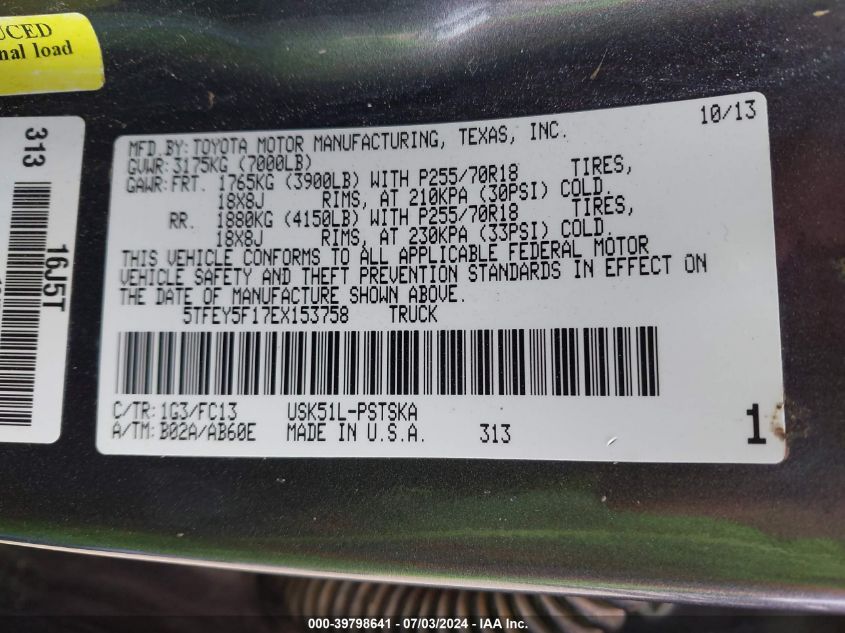 UCED
nal load
313
16J5T
10/13
MFD.BY:TOYOTA MOTOR MANUFACTURING, TEXAS, INC.
GVWR:3175KG (7000LB)
GAWR:FRT. 1765KG (3900LB) WITH P255/70R18 TIRES,
18X8J RIMS, AT 210KPA (30PSI) COLD.
RR. 1880KG (4150LB) WITH P255/70R18 TIRES,
18X8J RIMS, AT 230KPA (33PSI) COLD.
THIS VEHICLE CONFORMS TO ALL APPLICABLE FEDERAL MOTOR
VEHICLE SAFETY AND THEFT PREVENTION STANDARDS IN EFFECT ON
THE DATE OF MANUFACTURE SHOWN ABOVE.
5TFEY5F17EX153758 TRUCK
C/TR:1G3/FC13 USK51L-PSTSKA
A/TM:B02A/AB60E MADE IN U.S.A. 313 1
000-39798641 - 07/03/2024 - IAA Inc.